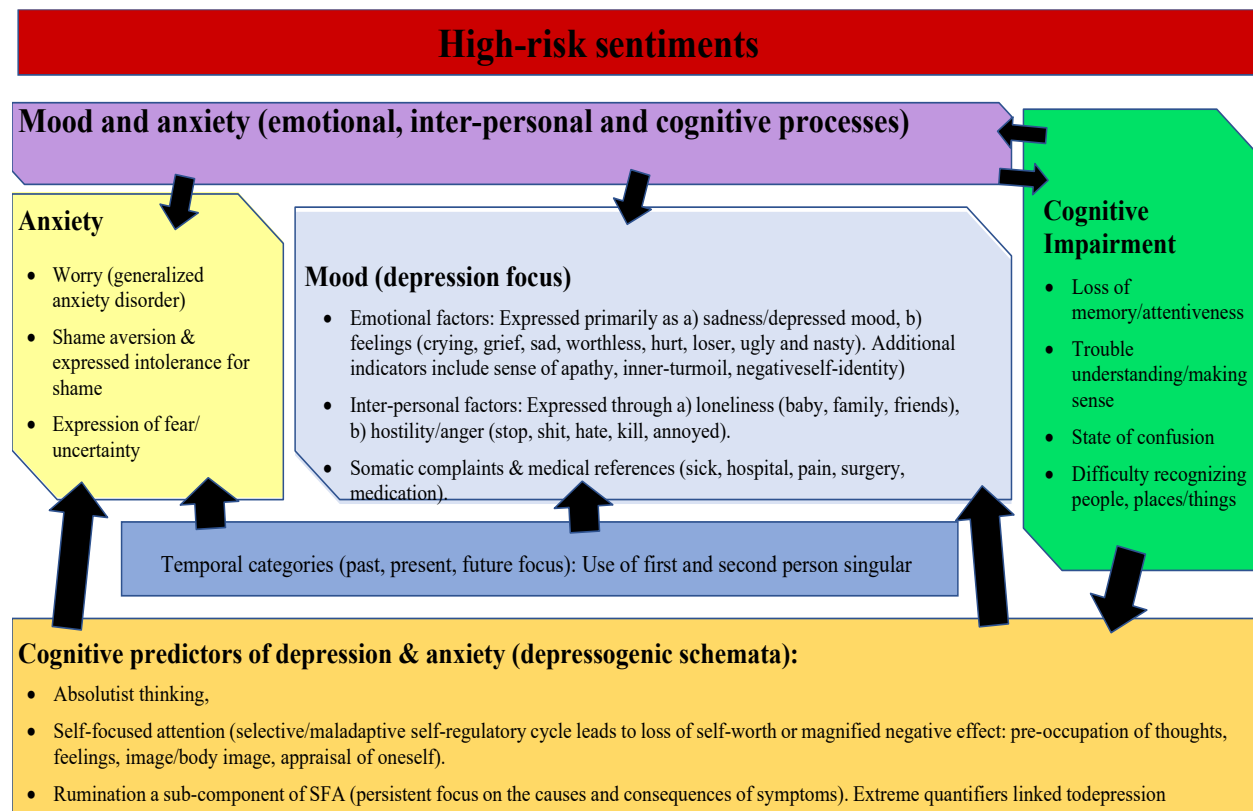 High-risk sentiments
Mood and anxiety (emotional, inter-personal and cognitive processes)
Anxiety
• Worry (generalized
anxiety disorder)
• Shame aversion &
expressed intolerance for
shame
• Expression of fear/
uncertainty
Mood (depression focus)
• Emotional factors: Expressed primarily as a) sadness/depressed mood, b)
feelings (crying, grief, sad, worthless, hurt, loser, ugly and nasty). Additional
indicators include sense of apathy, inner-turmoil, negativeself-identity)
• Inter-personal factors: Expressed through a) loneliness (baby, family, friends),
b) hostility/anger (stop, shit, hate, kill, annoyed).
• Somatic complaints & medical references (sick, hospital, pain, surgery,
medication).
Cognitive
Impairment
• Loss of
memory/attentiveness
• Trouble
understanding/making
sense
• State of confusion
• Difficulty recognizing
people, places/things
Temporal categories (past, present, future focus): Use of first and second person singular
Cognitive predictors of depression & anxiety (depressogenic schemata):
• Absolutist thinking,
• Self-focused attention (selective/maladaptive self-regulatory cycle leads to loss of self-worth or magnified negative effect: pre-occupation of thoughts,
feelings, image/body image, appraisal of oneself).
• Rumination a sub-component of SFA (persistent focus on the causes and consequences of symptoms). Extreme quantifiers linked todepression